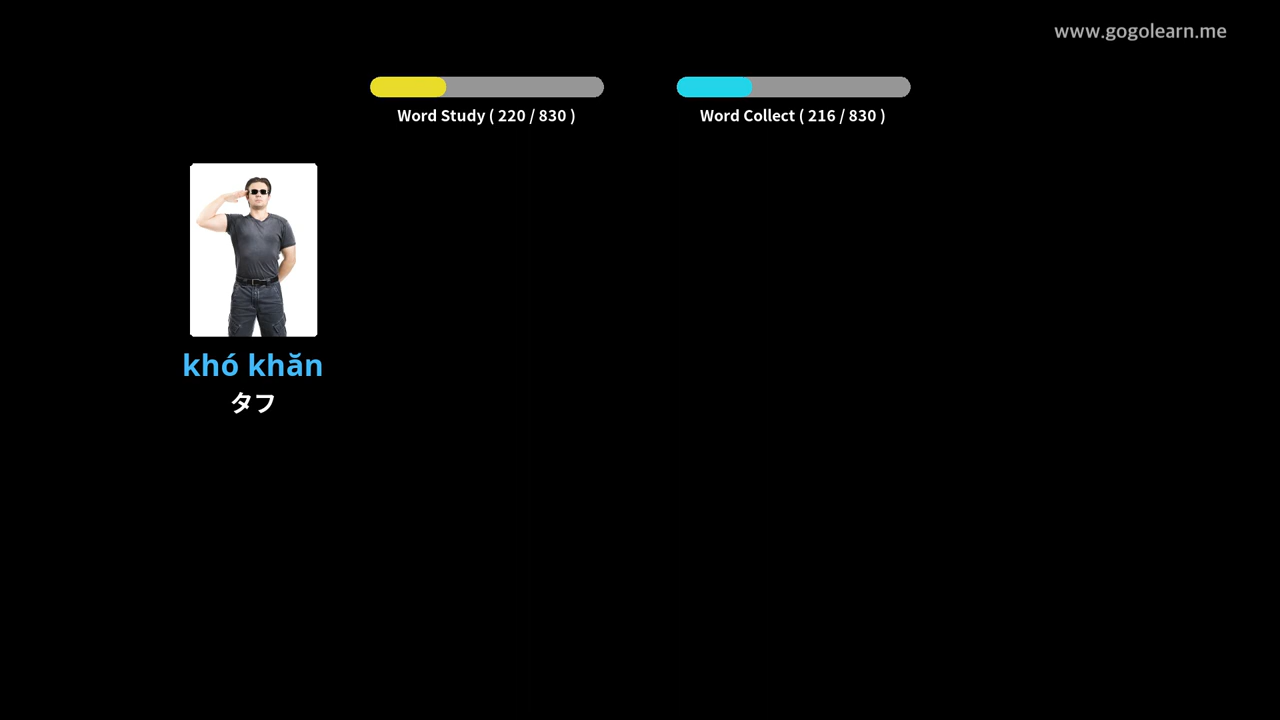 www.gogolearn.me
Word Study ( 220 / 830 )
Word Collect ( 216 / 830 )
khó khăn
タフ